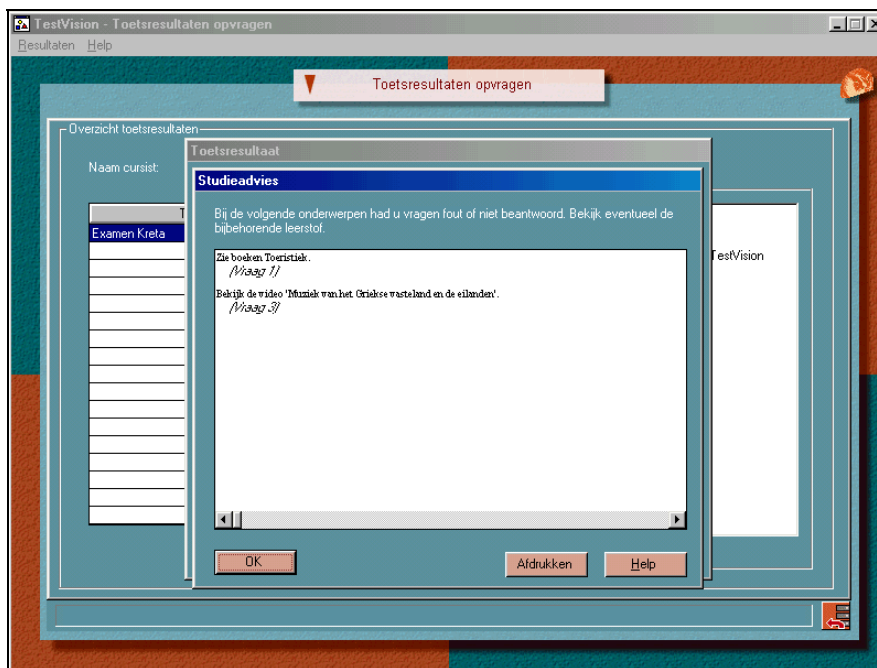 TestVision - Toetsresultaten opvragen
Resultaten Help
Toetsresultaten opvragen
Overzicht toetsresultaten
Naam cursist:
Toetsresultaat
Studieadvies
Bij de volgende onderwerpen had u vragen fout of niet beantwoord. Bekijk eventueel de
bijbehorende leerstof.
T
Examen Kreta
TestVision
Zie boeken Toeristiek.
(Vraag 1)
Bekijk de video 'Muziek van het Griekse vasteland en de eilanden'.
(Vraag 3)
OK
Afdrukken
Help